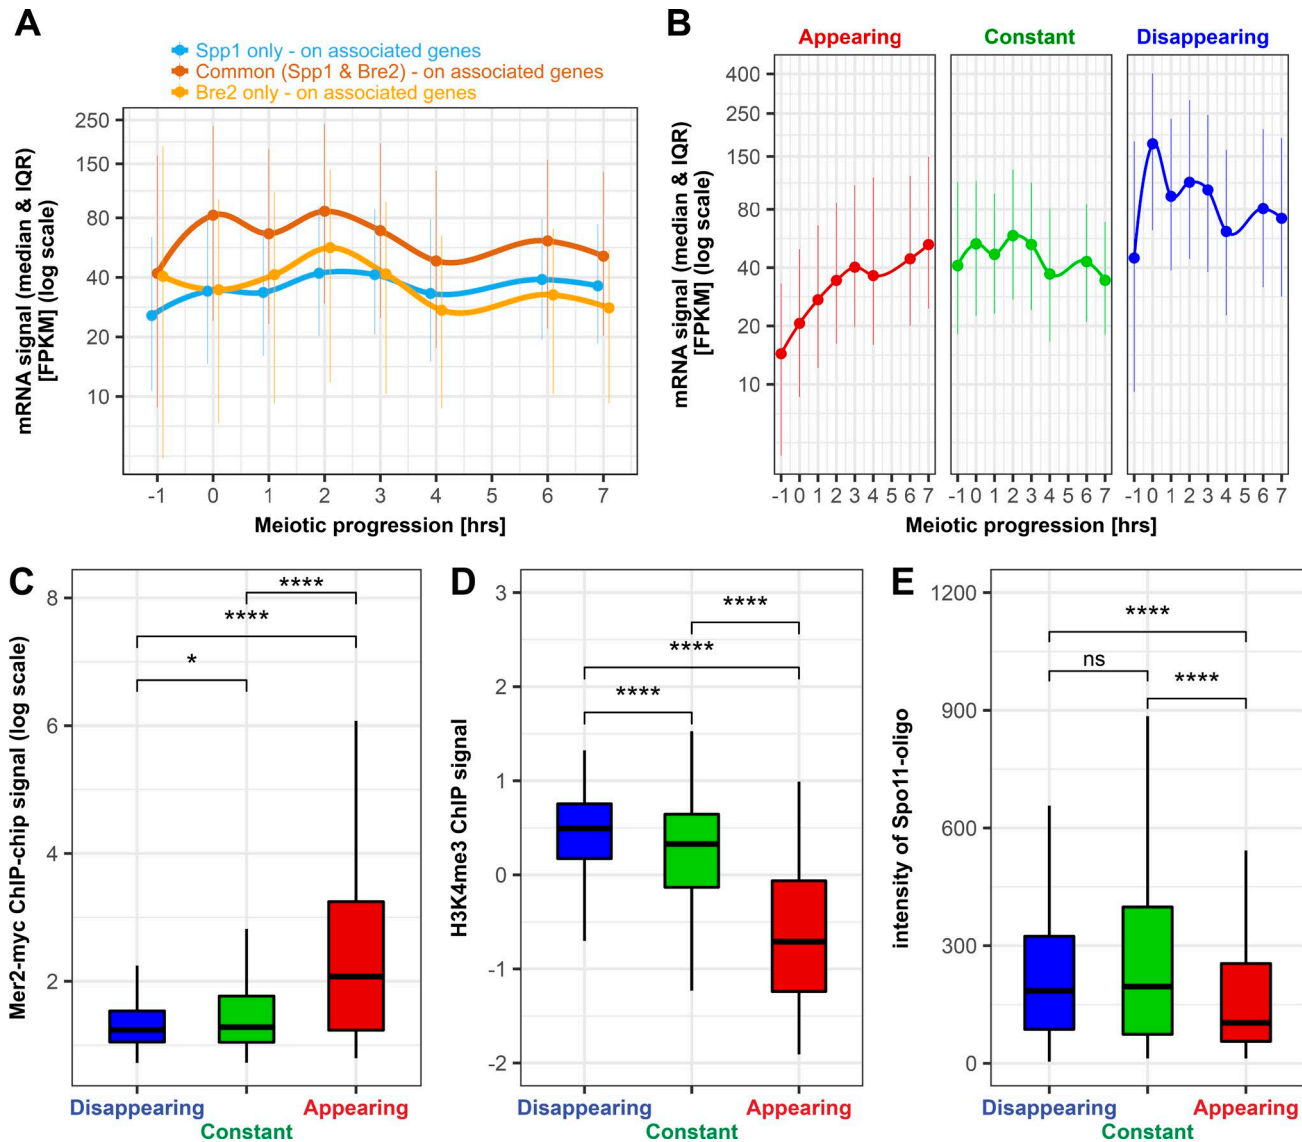 A
Spp1 only - on associated genes
Common (Spp1 & Bre2) - on associated genes
Bre2 only - on associated genes
mRNA signal (median & IQR)
[FPKM] (log scale)
250
150
80
40
20
10
-1 0 1 2 3 4 5 6 7
Meiotic progression [hrs]
B
Appearing Constant Disappearing
mRNA signal (median & IQR)
[FPKM] (log scale)
400
250
150
80
40
20
10
-1 0 1 2 3 4 6 7 -1 0 1 2 3 4 6 7 -1 0 1 2 3 4 6 7
Meiotic progression [hrs]
C
Mer2-myc ChIP-chip signal (log scale)
8
6
4
2
****
****
*
Disappearing
Constant
Appearing
D
H3K4me3 ChIP signal
3
2
1
0
-1
-2
****
****
****
Disappearing
Constant
Appearing
E
intensity of Spo11-oligo
1200
900
600
300
0
****
ns
****
Disappearing
Constant
Appearing